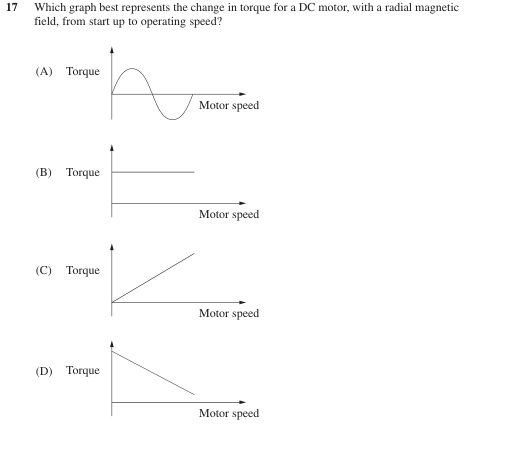 17 Which graph best represents the change in torque for a DC motor, with a radial magnetic
field, from start up to operating speed?
(A) Torque
Motor speed
(B) Torque
Motor speed
(C) Torque
Motor speed
(D) Torque
Motor speed